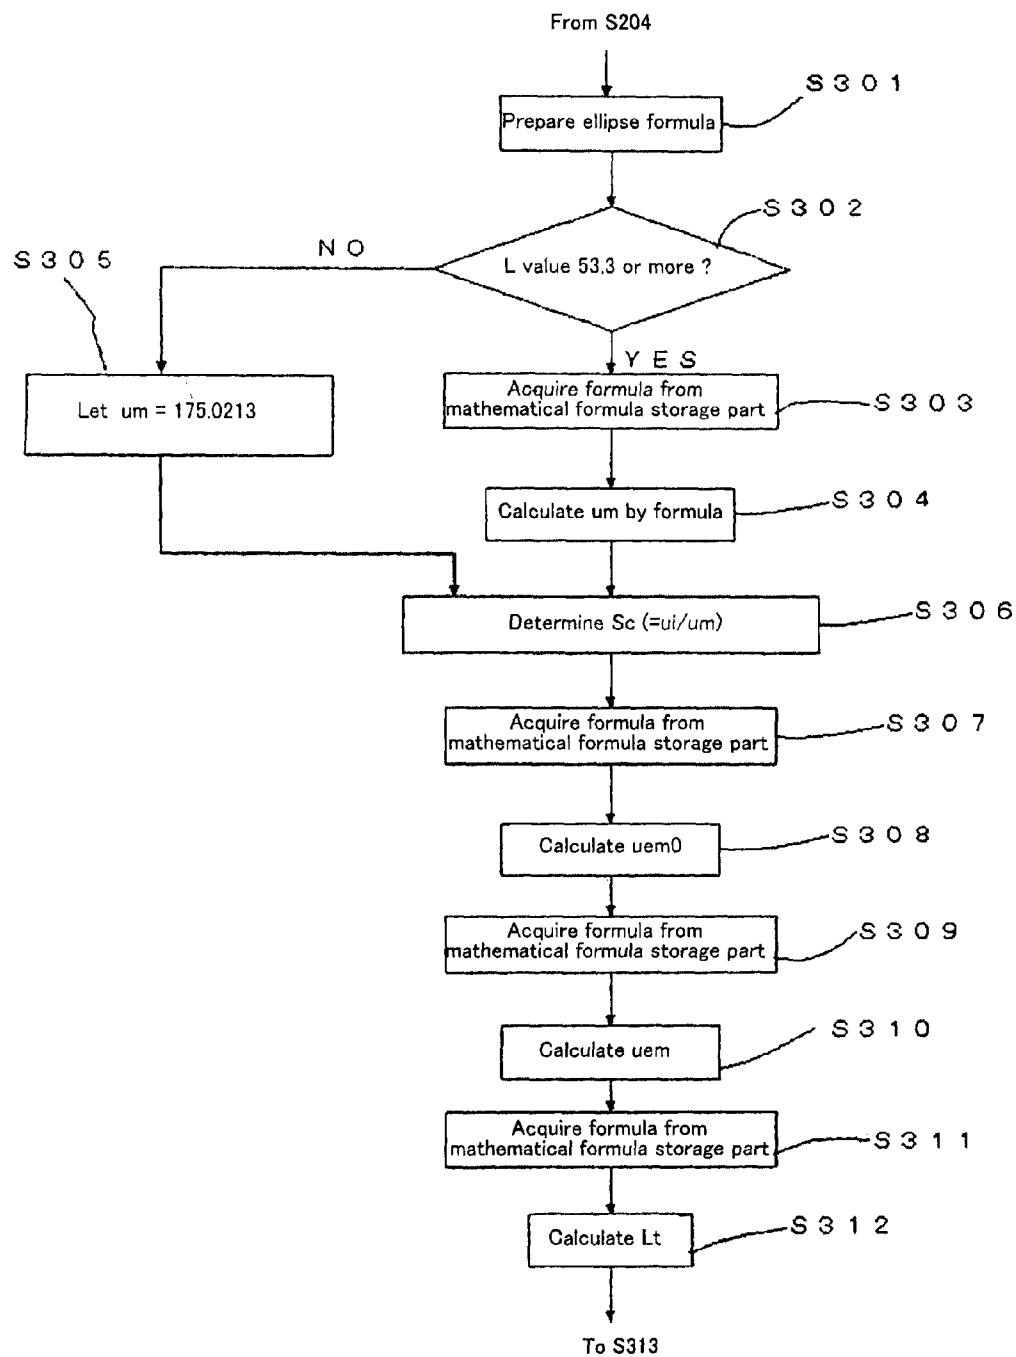 From S204
S301
Prepare ellipse formula
S302
L value 53.3 or more ?
NO
S305
YES
Let um = 175.0213
Acquire formula from
mathematical formula storage part
S303
Calculate um by formula
S304
Determine Sc (=ui/um)
S306
Acquire formula from
mathematical formula storage part
S307
Calculate uem0
S308
Acquire formula from
mathematical formula storage part
S309
Calculate uem
S310
Acquire formula from
mathematical formula storage part
S311
Calculate Lt
S312
To S313